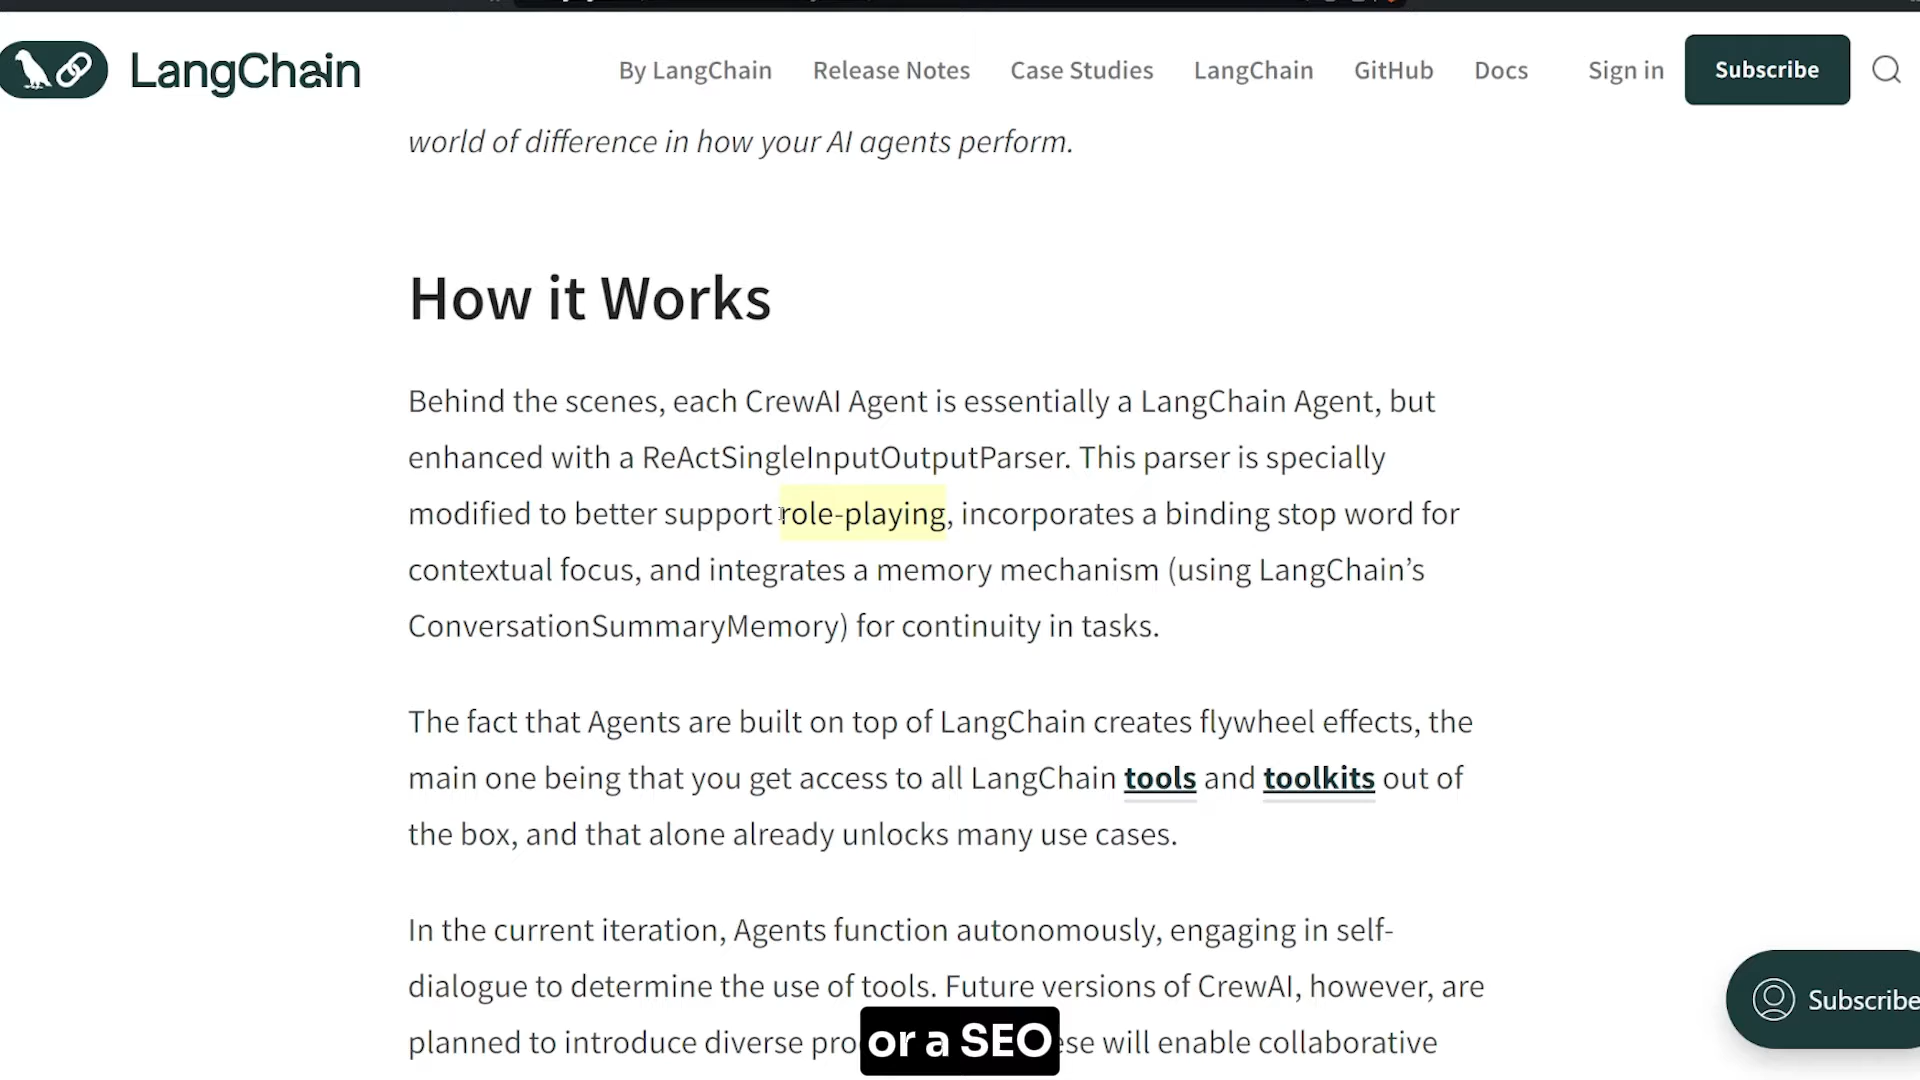 LangChain
By LangChain Release Notes Case Studies LangChain GitHub Docs Sign in Subscribe
world of difference in how your AI agents perform.
How it Works
Behind the scenes, each CrewAI Agent is essentially a LangChain Agent, but
enhanced with a ReActSingleInputOutputParser. This parser is specially
modified to better support role-playing, incorporates a binding stop word for
contextual focus, and integrates a memory mechanism (using LangChain’s
ConversationSummaryMemory) for continuity in tasks.
The fact that Agents are built on top of LangChain creates flywheel effects, the
main one being that you get access to all LangChain tools and toolkits out of
the box, and that alone already unlocks many use cases.
In the current iteration, Agents function autonomously, engaging in self-
dialogue to determine the use of tools. Future versions of CrewAI, however, are
planned to introduce diverse will enable collaborative
or a SEO
Subscribe